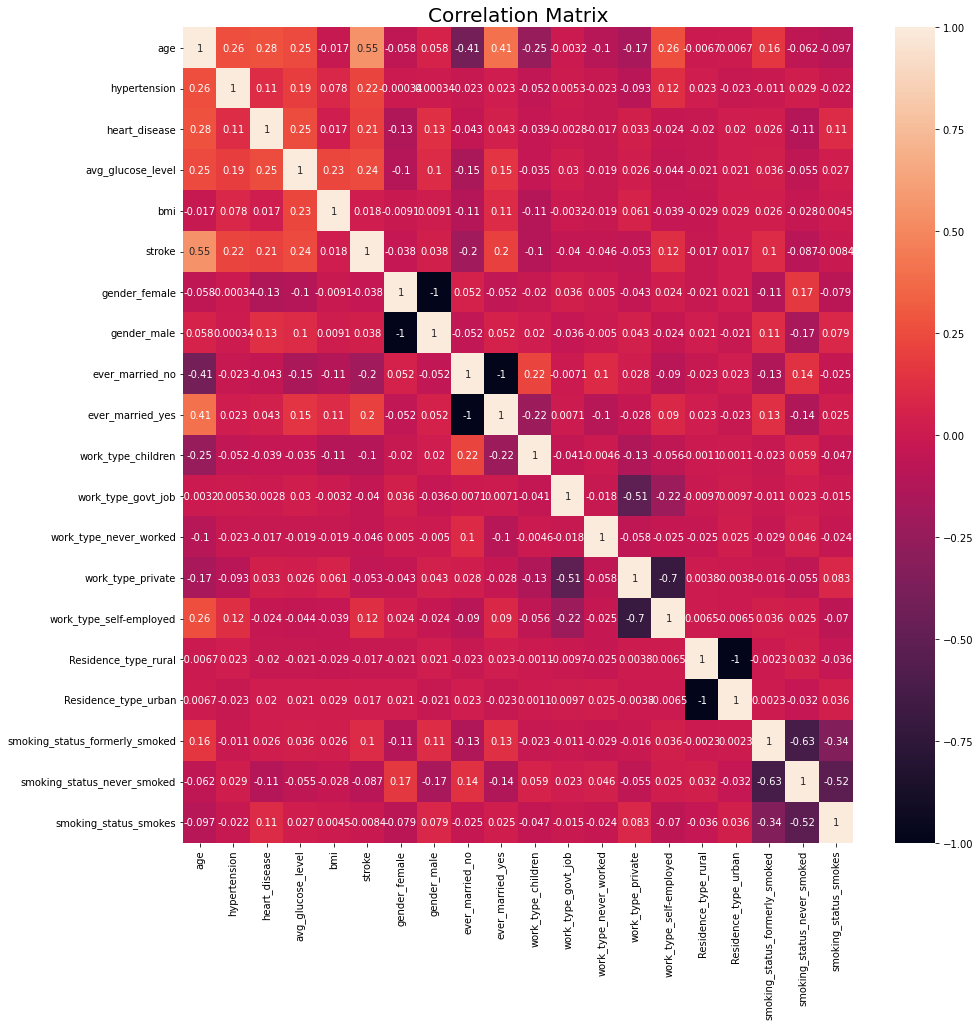 Correlation Matrix
age 1 0.26 0.28 0.25 -0.017 0.55 -0.058 0.058 -0.41 0.41 -0.25 -0.0032 -0.1 -0.17 0.26 -0.0067 0.0067 0.16 -0.062 -0.097
hypertension 0.26 1 0.11 0.19 0.078 0.22 -0.00034 0.00034 -0.023 0.023 -0.052 0.0053 -0.023 -0.093 0.12 0.023 -0.023 -0.011 0.029 -0.022
heart_disease 0.28 0.11 1 0.25 0.017 0.21 -0.13 0.13 -0.043 0.043 -0.039 -0.0028 -0.017 0.033 -0.024 -0.02 0.02 0.026 -0.11 0.11
avg_glucose_level 0.25 0.19 0.25 1 0.23 0.24 -0.1 0.1 -0.15 0.15 -0.035 0.03 -0.019 0.026 -0.044 -0.021 0.021 0.036 -0.055 0.027
bmi -0.017 0.078 0.017 0.23 1 0.018 -0.0091 0.0091 -0.11 0.11 -0.11 -0.0032 -0.019 0.061 -0.039 -0.029 0.029 0.026 -0.028 0.0045
stroke 0.55 0.22 0.21 0.24 0.018 1 -0.038 0.038 -0.2 0.2 -0.1 -0.04 -0.046 -0.053 0.12 -0.017 0.017 0.1 -0.087 -0.0084
gender_female -0.058 -0.00034 -0.13 -0.1 -0.0091 -0.038 1 -1 0.052 -0.052 -0.02 0.036 0.005 -0.043 0.024 -0.021 0.021 -0.11 0.17 -0.079
gender_male 0.058 0.00034 0.13 0.1 0.0091 0.038 -1 1 -0.052 0.052 0.02 -0.036 -0.005 0.043 -0.024 0.021 -0.021 0.11 -0.17 0.079
ever_married_no -0.41 -0.023 -0.043 -0.15 -0.11 -0.2 0.052 -0.052 1 -1 0.22 -0.0071 0.1 0.028 -0.09 -0.023 0.023 -0.13 0.14 -0.025
ever_married_yes 0.41 0.023 0.043 0.15 0.11 0.2 -0.052 0.052 -1 1 -0.22 0.0071 -0.1 -0.028 0.09 0.023 -0.023 0.13 -0.14 0.025
work_type_children -0.25 -0.052 -0.039 -0.035 -0.11 -0.1 -0.02 0.02 0.22 -0.22 1 -0.041 -0.0046 -0.13 -0.056 -0.0011 0.0011 -0.023 0.059 -0.047
work_type_govt_job -0.0032 0.0053 -0.0028 0.03 -0.0032 -0.04 0.036 -0.036 -0.0071 0.0071 -0.041 1 -0.018 -0.51 -0.22 -0.0097 0.0097 -0.011 0.023 -0.015
work_type_never_worked -0.1 -0.023 -0.017 -0.019 -0.019 -0.046 0.005 -0.005 0.1 -0.1 -0.0046 -0.018 1 -0.058 -0.025 -0.025 0.025 -0.029 0.046 -0.024
work_type_private -0.17 -0.093 0.033 0.026 0.061 -0.053 -0.043 0.043 0.028 -0.028 -0.13 -0.51 -0.058 1 -0.7 0.0038 -0.0038 -0.016 -0.055 0.083
work_type_self-employed 0.26 0.12 -0.024 -0.044 -0.039 0.12 0.024 -0.024 -0.09 0.09 -0.056 -0.22 -0.025 -0.7 1 0.0065 -0.0065 0.036 0.025 -0.07
Residence_type_rural -0.0067 0.023 -0.02 -0.021 -0.029 -0.017 -0.021 0.021 -0.023 0.023 -0.0011 -0.0097 -0.025 0.0038 0.0065 1 -1 -0.0023 0.032 -0.036
Residence_type_urban 0.0067 -0.023 0.02 0.021 0.029 0.017 0.021 -0.021 0.023 -0.023 0.0011 0.0097 0.025 -0.0038 -0.0065 -1 1 0.0023 -0.032 0.036
smoking_status_formerly_smoked 0.16 -0.011 0.026 0.036 0.026 0.1 -0.11 0.11 -0.13 0.13 -0.023 -0.011 -0.029 -0.016 0.036 -0.0023 0.0023 1 -0.63 -0.34
smoking_status_never_smoked -0.062 0.029 -0.11 -0.055 -0.028 -0.087 0.17 -0.17 0.14 -0.14 0.059 0.023 0.046 -0.055 0.025 0.032 -0.032 -0.63 1 -0.52
smoking_status_smokes -0.097 -0.022 0.11 0.027 0.0045 -0.0084 -0.079 0.079 -0.025 0.025 -0.047 -0.015 -0.024 0.083 -0.07 -0.036 0.036 -0.34 -0.52 1
age
hypertension
heart_disease
avg_glucose_level
bmi
stroke
gender_female
gender_male
ever_married_no
ever_married_yes
work_type_children
work_type_govt_job
work_type_never_worked
work_type_private
work_type_self-employed
Residence_type_rural
Residence_type_urban
smoking_status_formerly_smoked
smoking_status_never_smoked
smoking_status_smokes
1.00
0.75
0.50
0.25
0.00
−0.25
−0.50
−0.75
−1.00